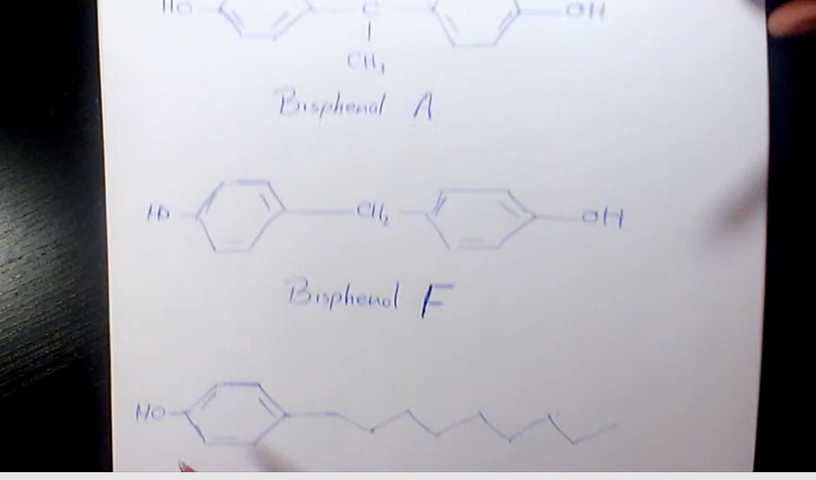 HO C OH
CH3
Bisphenol A
HO CH2 OH
Bisphenol F
HO